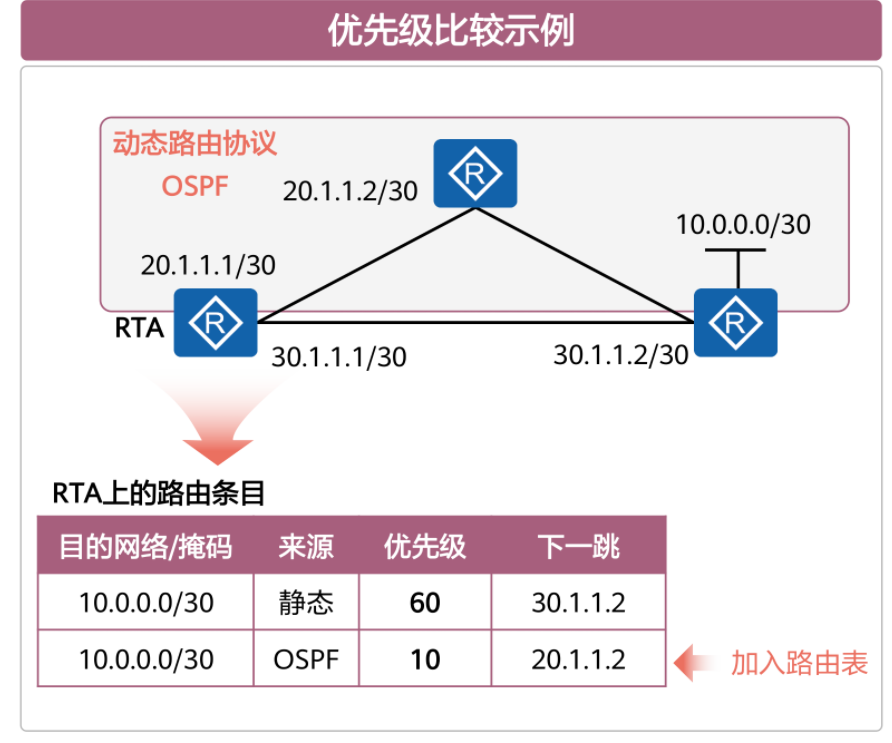 优先级比较示例
动态路由协议
OSPF
20.1.1.2/30
10.0.0.0/30
20.1.1.1/30
RTA
30.1.1.1/30
30.1.1.2/30
RTA上的路由条目
目的网络/掩码 来源 优先级 下一跳
10.0.0.0/30 静态 60 30.1.1.2
10.0.0.0/30 OSPF 10 20.1.1.2 加入路由表
R
R
R